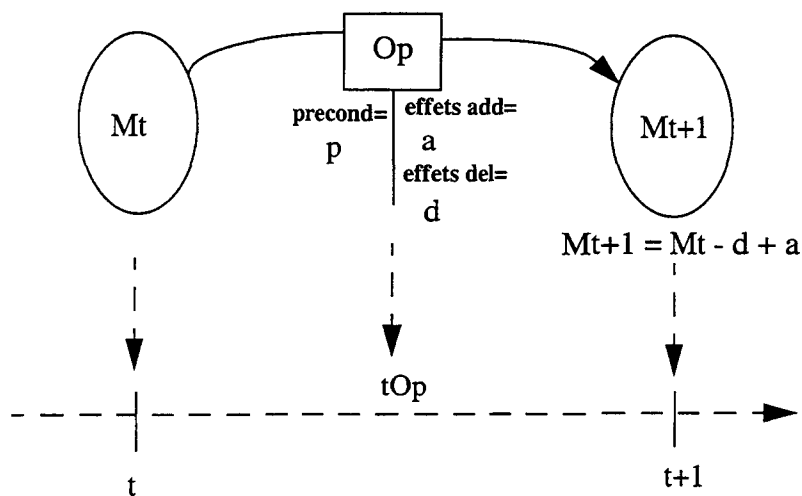 Op
Mt
precond=
p
effets add=
a
effets del=
d
Mt+1
Mt+1 = Mt - d + a
tOp
t
t+1